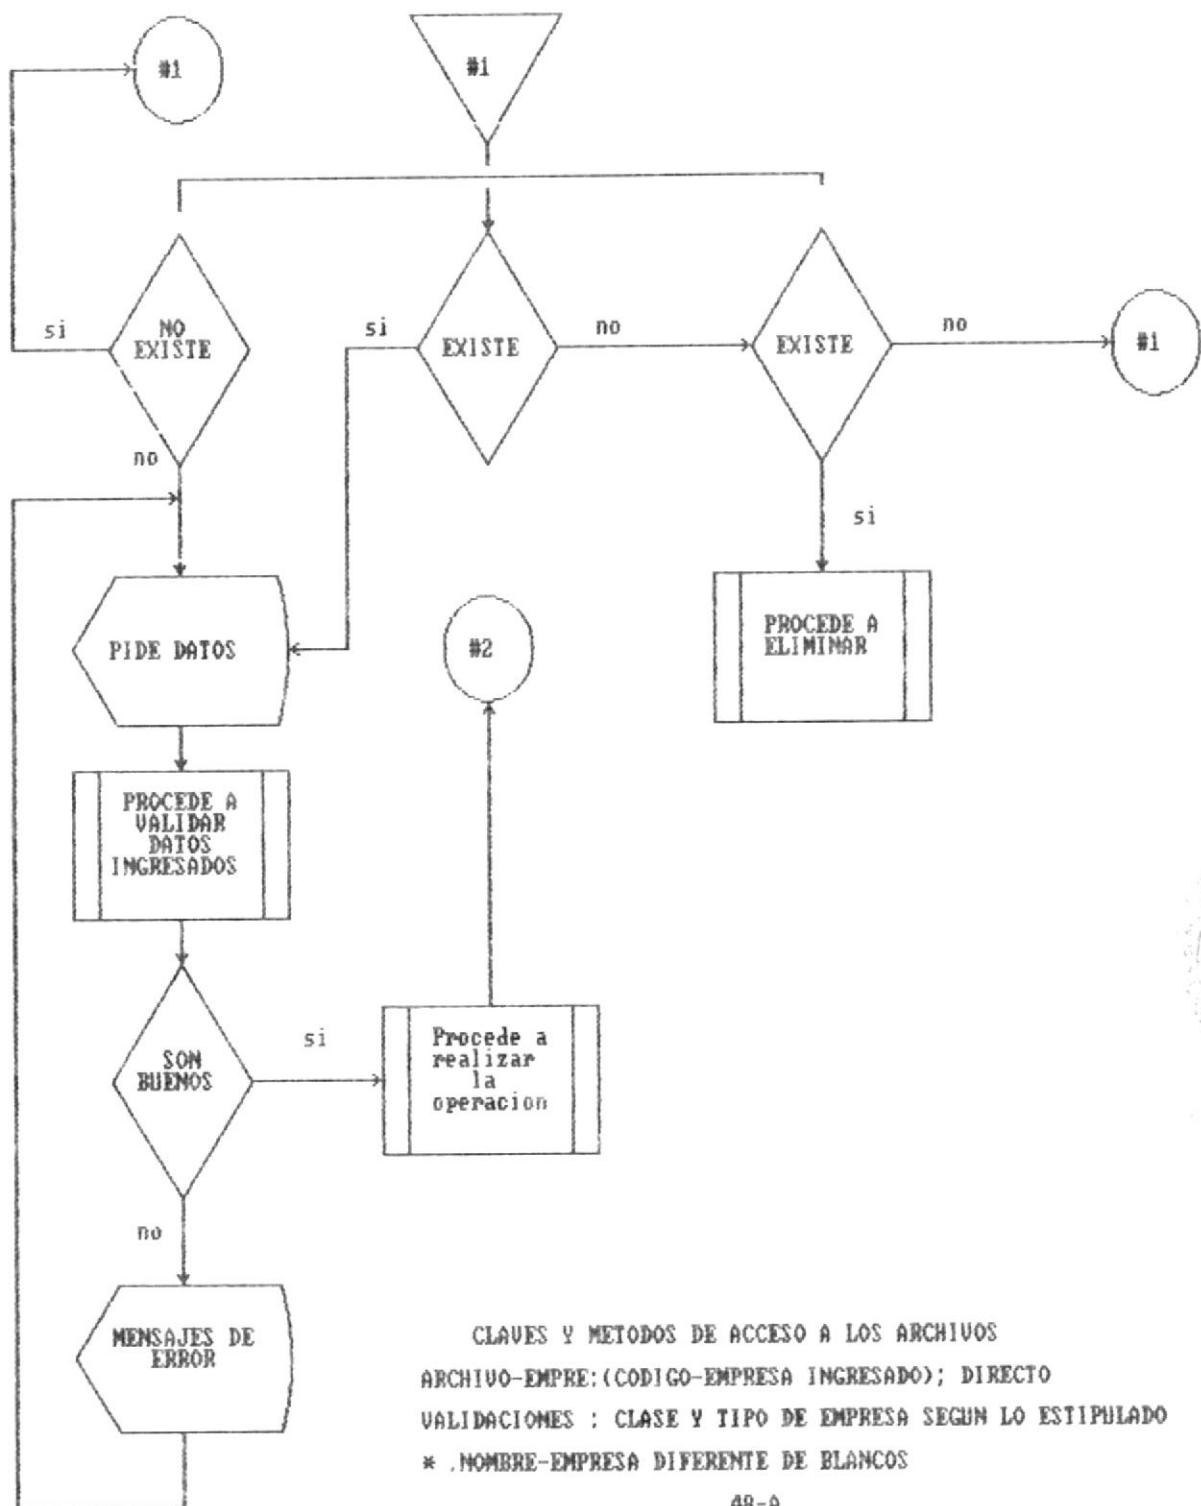 #1
#1
si
NO
EXISTE
no
si
EXISTE
no
EXISTE
no
#1
si
PIDE DATOS
#2
PROCEDE A
ELIMINAR
PROCEDE A
VALIDAR
DATOS
INGRESADOS
SON
BUENOS
si
Procede a
realizar
la
operacion
no
MENSAJES DE
ERROR
CLAVES Y METODOS DE ACCESO A LOS ARCHIVOS
ARCHIVO-EMPRE:(CODIGO-EMPRESA INGRESADO); DIRECTO
VALIDACIONES : CLASE Y TIPO DE EMPRESA SEGUN LO ESTIPULADO
* .NOMBRE-EMPRESA DIFERENTE DE BLANCOS
48-A